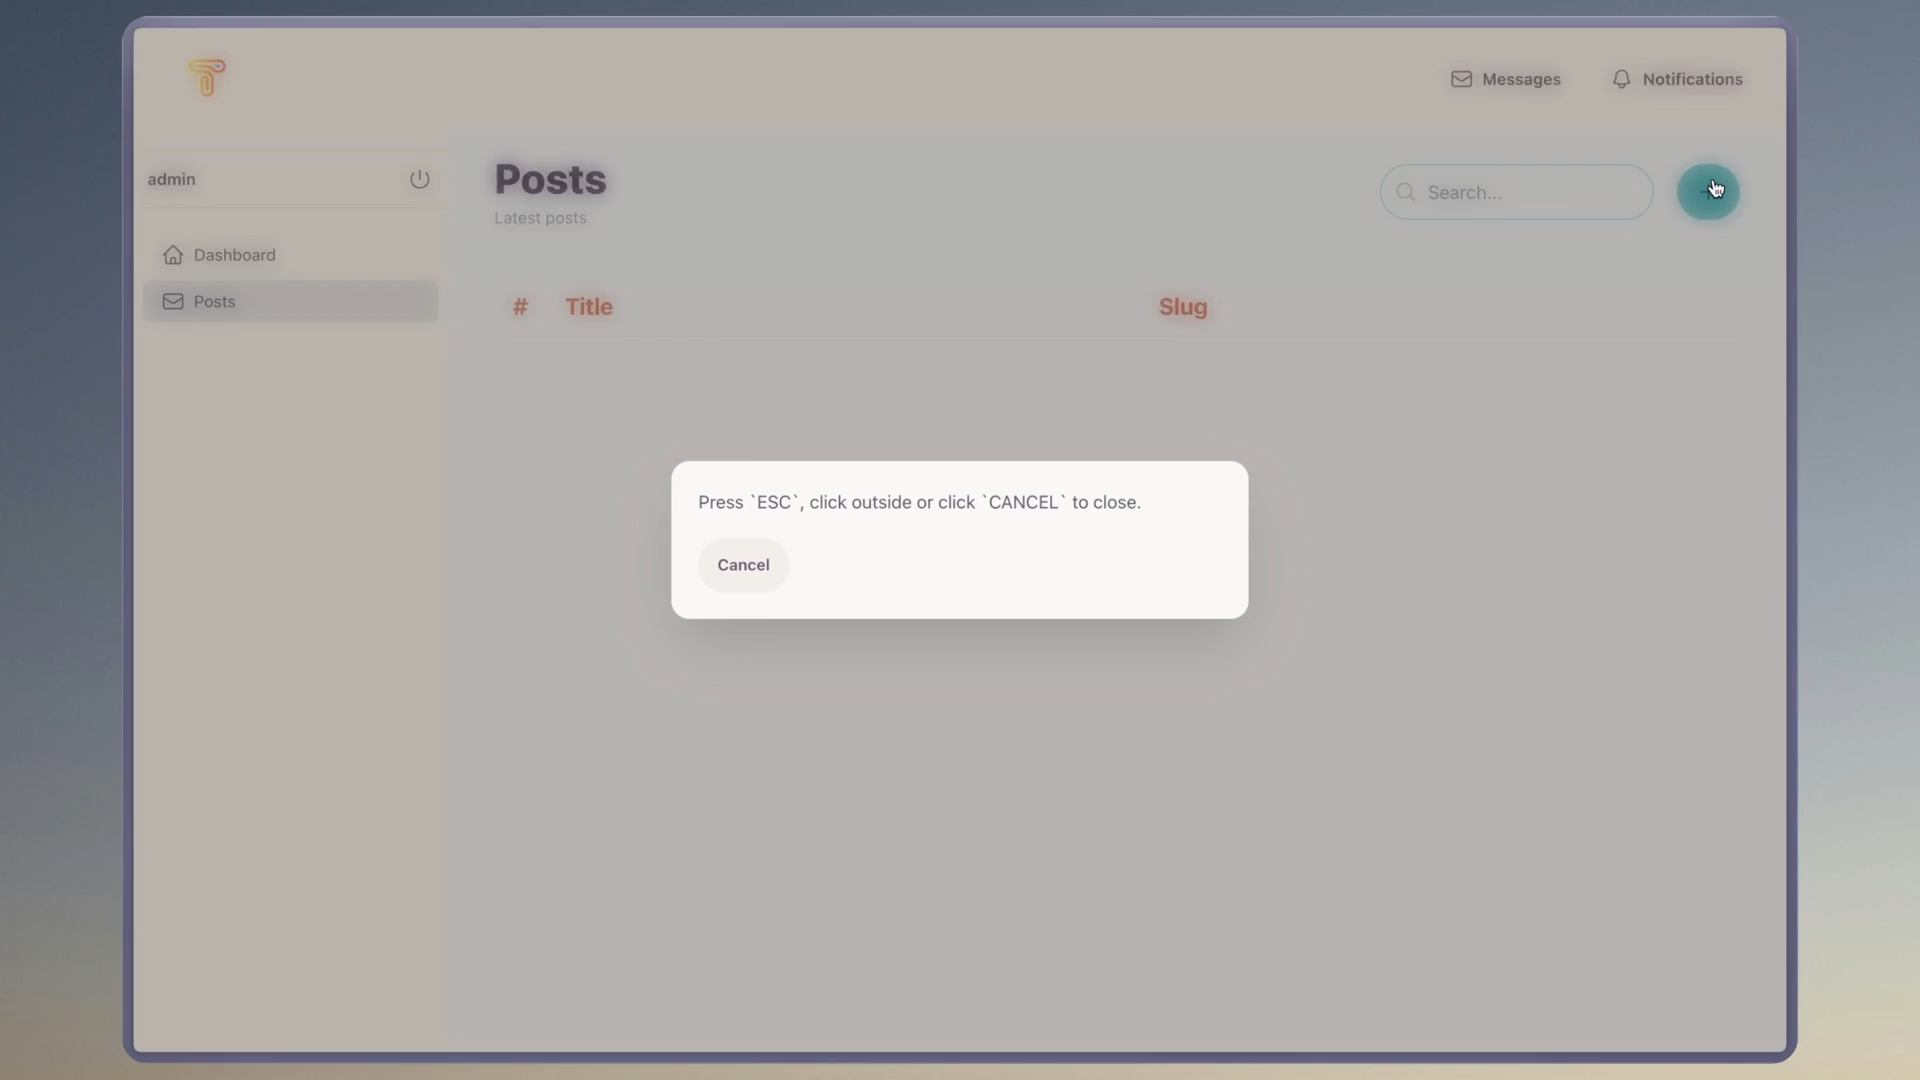 Messages
Notifications
admin
Posts
Latest posts
Search...
Dashboard
Posts
# Title Slug
Press `ESC`, click outside or click `CANCEL` to close.
Cancel